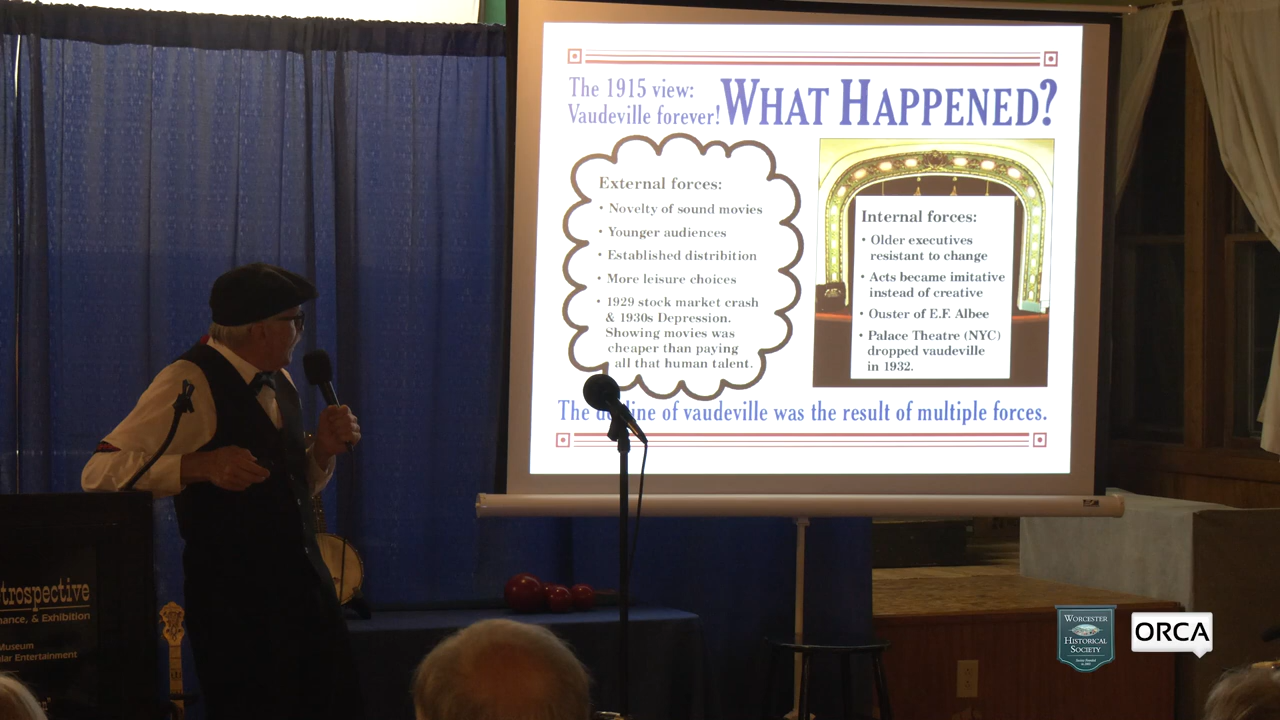 The 1915 view:
Vaudeville forever!
WHAT HAPPENED?
External forces:
• Novelty of sound movies
• Younger audiences
• Established distribition
• More leisure choices
• 1929 stock market crash
& 1930s Depression.
Showing movies was
cheaper than paying
all that human talent.
Internal forces:
• Older executives
resistant to change
• Acts became imitative
instead of creative
• Ouster of E.F. Albee
• Palace Theatre (NYC)
dropped vaudeville
in 1932.
The decline of vaudeville was the result of multiple forces.
trospective
nance, & Exhibition
Museum
lar Entertainment
WORCESTER
HISTORICAL
SOCIETY
ORCA